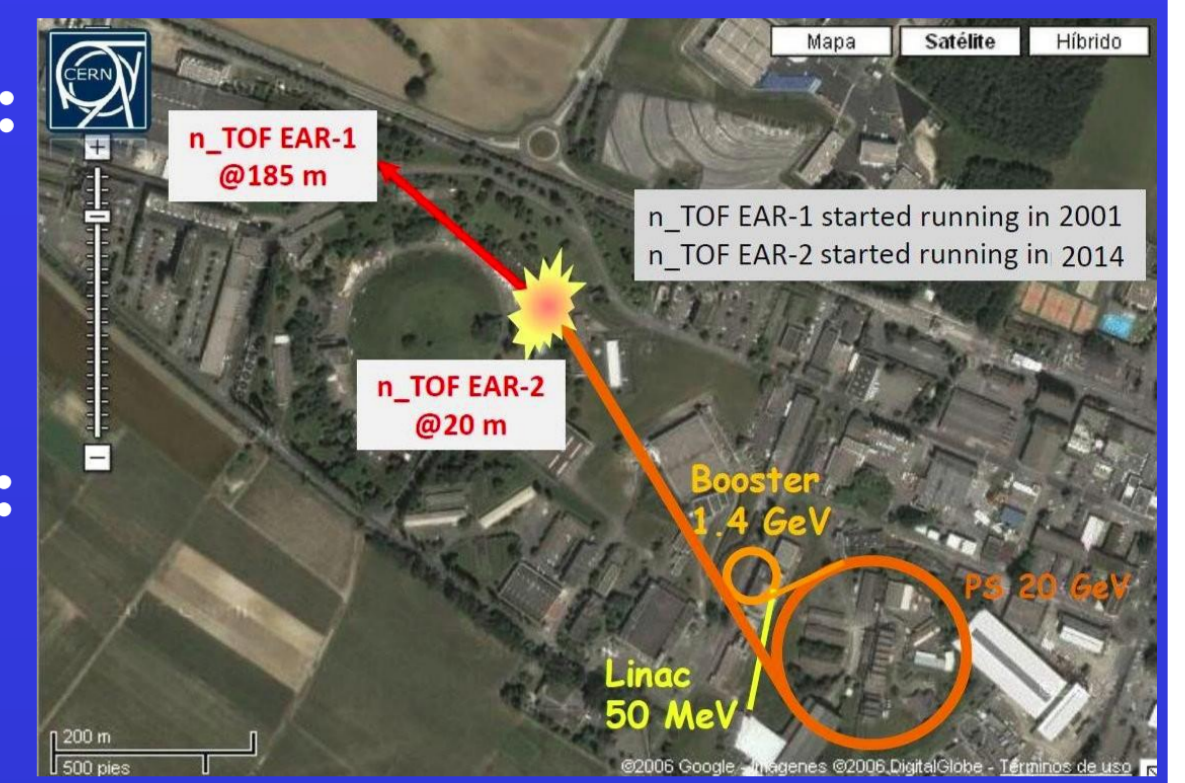 Mapa
Satélite
Híbrido
CERN
n_TOF EAR-1
@185 m
n_TOF EAR-1 started running in 2001
n_TOF EAR-2 started running in 2014
n_TOF EAR-2
@20 m
Booster
1.4 GeV
PS 20 GeV
Linac
50 MeV
200 m
500 pies
©2006 Google - Imágenes ©2006 DigitalGlobe - Términos de uso